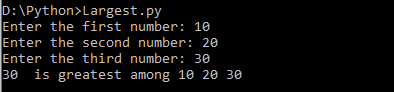 D:\Python>Largest.py
Enter the first number: 10
Enter the second number: 20
Enter the third number: 30
30  is greatest among 10 20 30